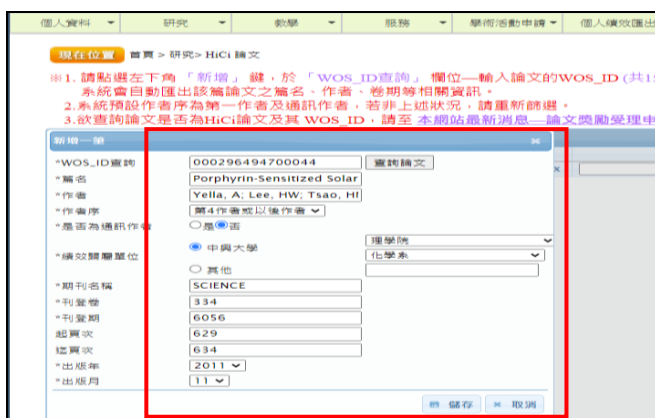 個人資料 研究 教學 服務 學術活動申請 個人績效匯出
現在位置 首頁 > 研究> HiCi 論文
※1. 請點選左下角「新增」鍵，於「WOS_ID查詢」欄位—輸入論文的WOS_ID (共15
系統會自動匯出該篇論文之篇名、作者、卷期等相關資訊。
2.系統預設作者序為第一作者及通訊作者，若非上述狀況，請重新篩選。
3.欲查詢論文是否為HiCi論文及其 WOS_ID，請至 本網站最新消息—論文獎勵受理申
新增一筆 ×
*WOS_ID查詢 000296494700044 查詢論文
*篇名 Porphyrin-Sensitized Solar
*作者 Yella, A; Lee, HW; Tsao, HI
*作者序 第4作者或以後作者
*是否為通訊作者 是 否
*績效歸屬單位 中興大學 理學院 化學系
其他
*期刊名稱 SCIENCE
*刊登卷 334
*刊登期 6056
起頁次 629
迄頁次 634
*出版年 2011
*出版月 11
儲存 × 取消